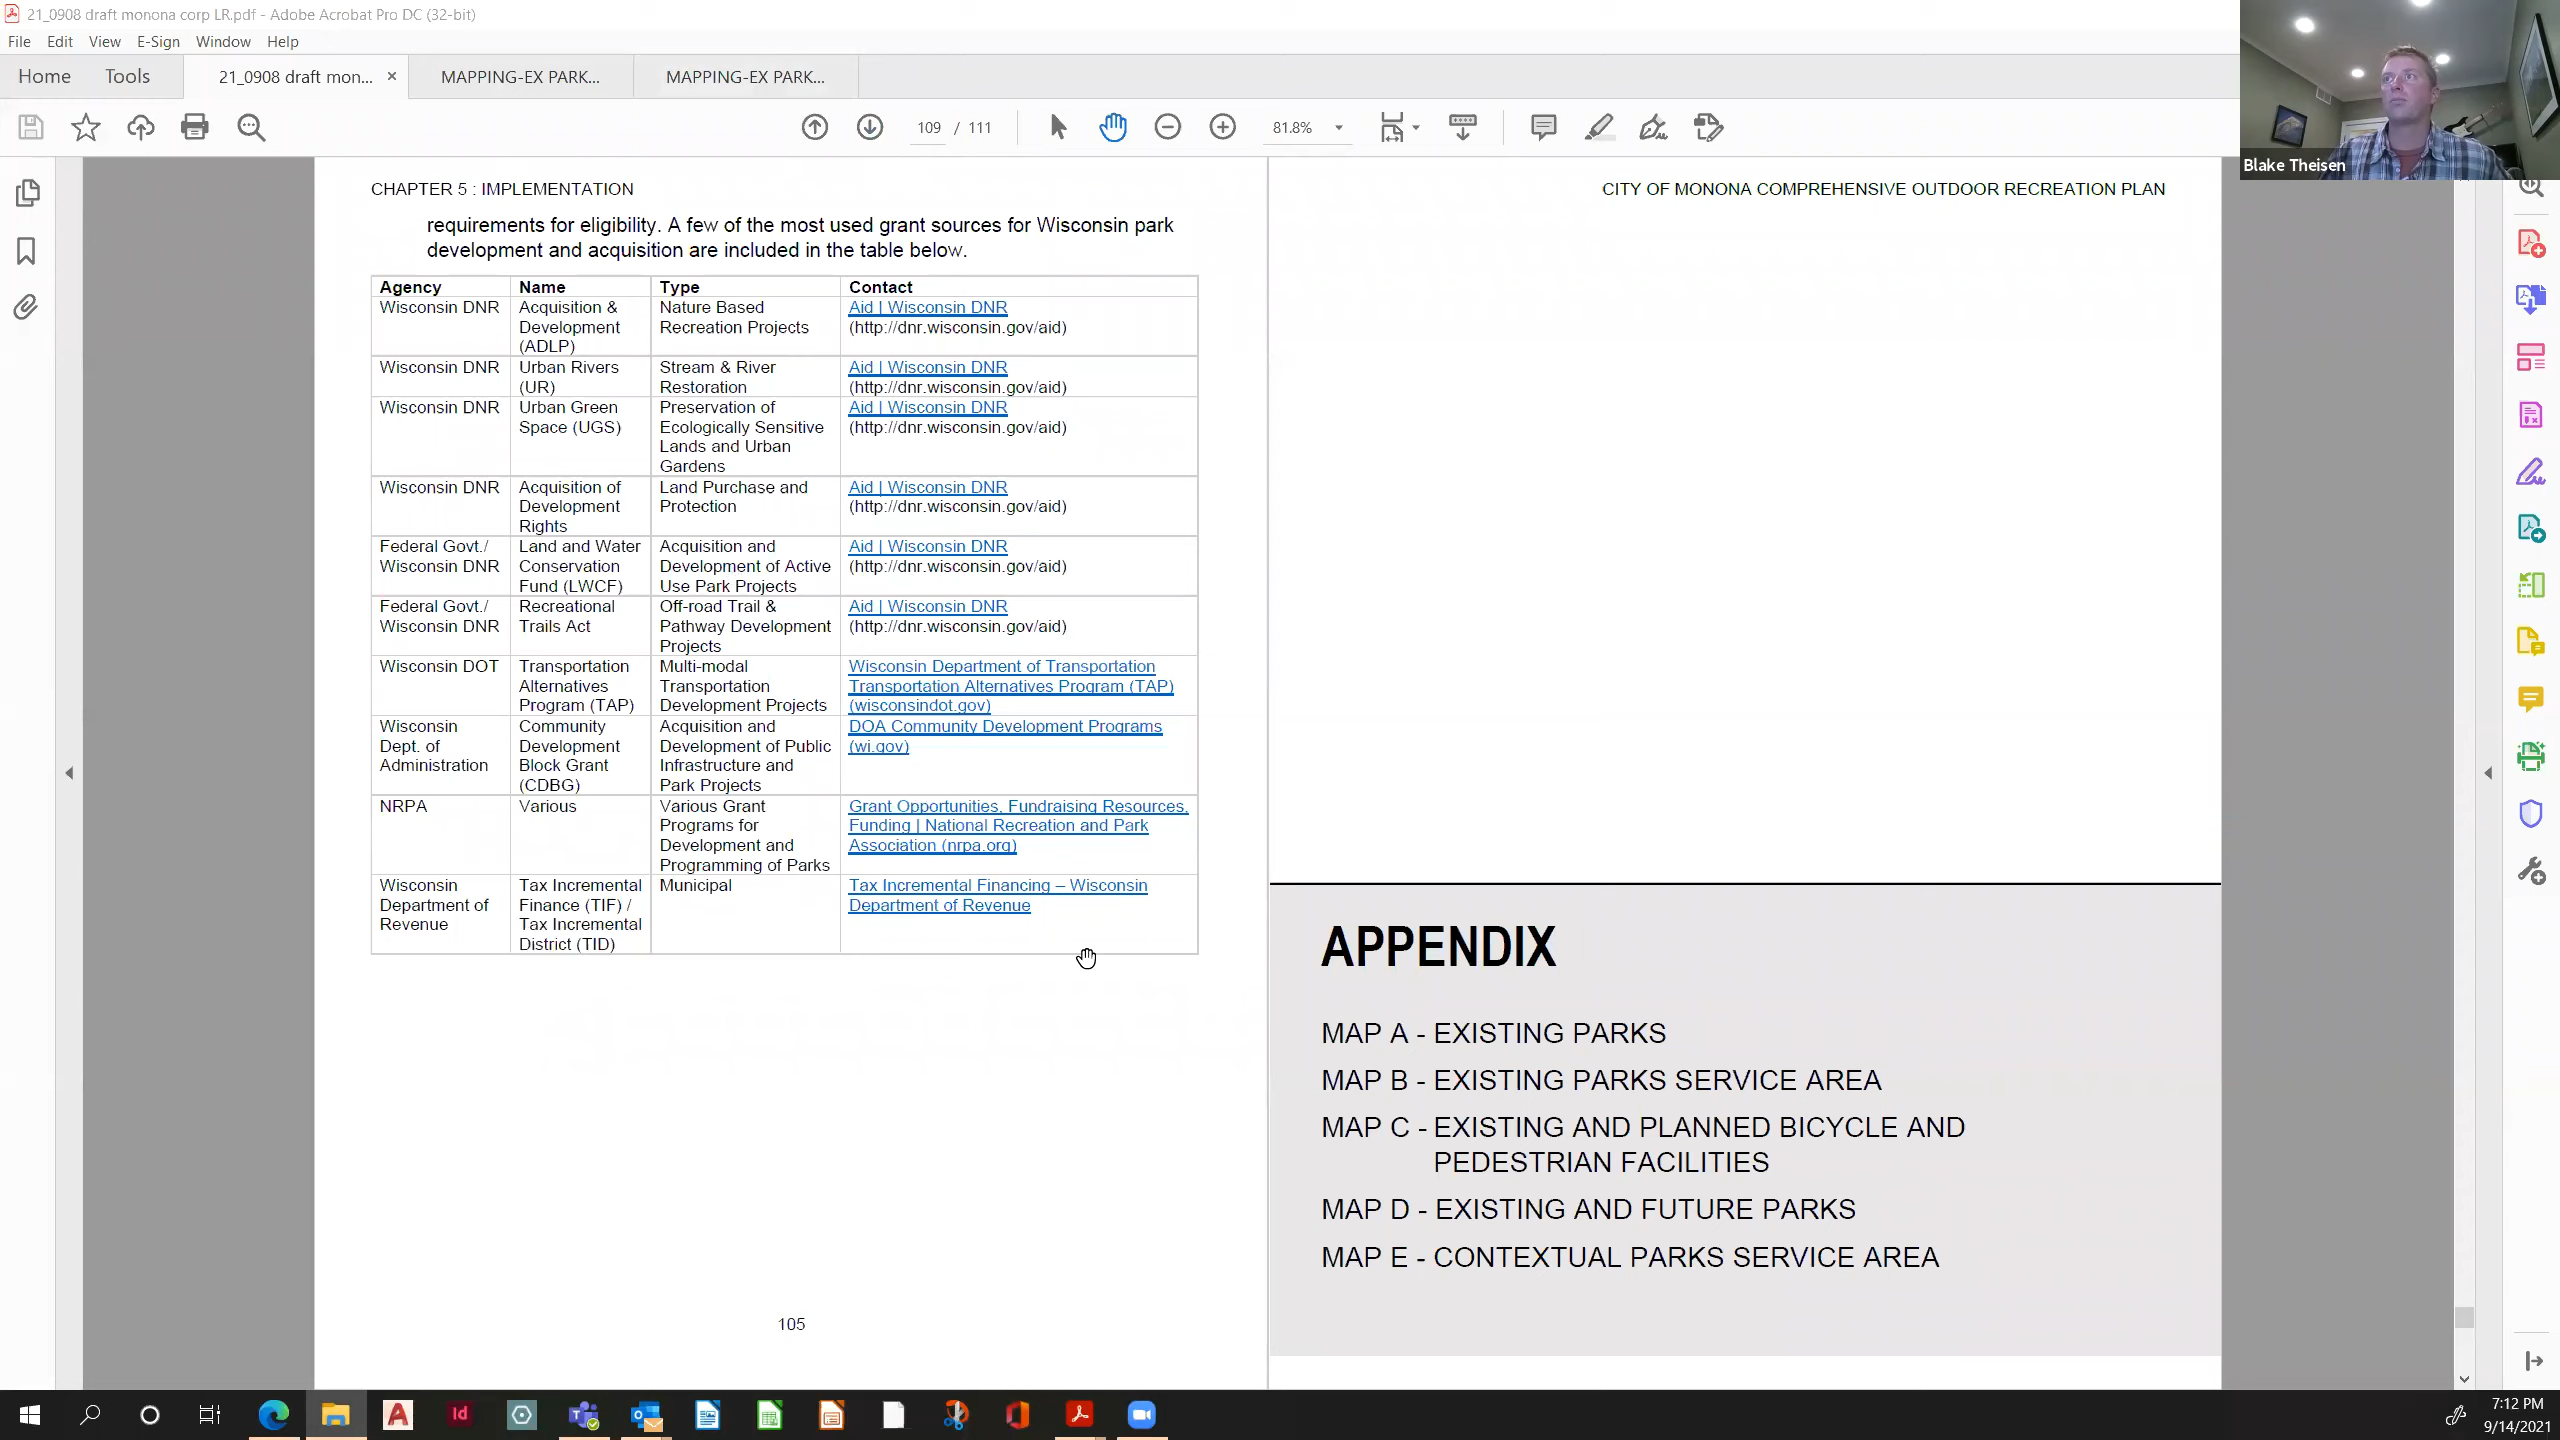 21_0908 draft monona corp LR.pdf - Adobe Acrobat Pro DC (32-bit)
File Edit View E-Sign Window Help
Home Tools 21_0908 draft mon... × MAPPING-EX PARK... MAPPING-EX PARK...
109 / 111 81.8%
Blake Theisen
CHAPTER 5 : IMPLEMENTATION
requirements for eligibility. A few of the most used grant sources for Wisconsin park
development and acquisition are included in the table below.
Agency Name Type Contact
Wisconsin DNR Acquisition & Nature Based Aid | Wisconsin DNR
Development Recreation Projects (http://dnr.wisconsin.gov/aid)
(ADLP)
Wisconsin DNR Urban Rivers Stream & River Aid | Wisconsin DNR
(UR) Restoration (http://dnr.wisconsin.gov/aid)
Wisconsin DNR Urban Green Preservation of Aid | Wisconsin DNR
Space (UGS) Ecologically Sensitive (http://dnr.wisconsin.gov/aid)
Lands and Urban
Gardens
Wisconsin DNR Acquisition of Land Purchase and Aid | Wisconsin DNR
Development Protection (http://dnr.wisconsin.gov/aid)
Rights
Federal Govt./ Land and Water Acquisition and Aid | Wisconsin DNR
Wisconsin DNR Conservation Development of Active (http://dnr.wisconsin.gov/aid)
Fund (LWCF) Use Park Projects
Federal Govt./ Recreational Off-road Trail & Aid | Wisconsin DNR
Wisconsin DNR Trails Act Pathway Development (http://dnr.wisconsin.gov/aid)
Projects
Wisconsin DOT Transportation Multi-modal Wisconsin Department of Transportation
Alternatives Transportation Transportation Alternatives Program (TAP)
Program (TAP) Development Projects (wisconsindot.gov)
Wisconsin Community Acquisition and DOA Community Development Programs
Dept. of Development Development of Public (wi.gov)
Administration Block Grant Infrastructure and
(CDBG) Park Projects
NRPA Various Various Grant Grant Opportunities, Fundraising Resources,
Programs for Funding | National Recreation and Park
Development and Association (nrpa.org)
Programming of Parks
Wisconsin Tax Incremental Municipal Tax Incremental Financing – Wisconsin
Department of Finance (TIF) / Department of Revenue
Revenue Tax Incremental
District (TID)
105
CITY OF MONONA COMPREHENSIVE OUTDOOR RECREATION PLAN
APPENDIX
MAP A - EXISTING PARKS
MAP B - EXISTING PARKS SERVICE AREA
MAP C - EXISTING AND PLANNED BICYCLE AND
PEDESTRIAN FACILITIES
MAP D - EXISTING AND FUTURE PARKS
MAP E - CONTEXTUAL PARKS SERVICE AREA
7:12 PM
9/14/2021